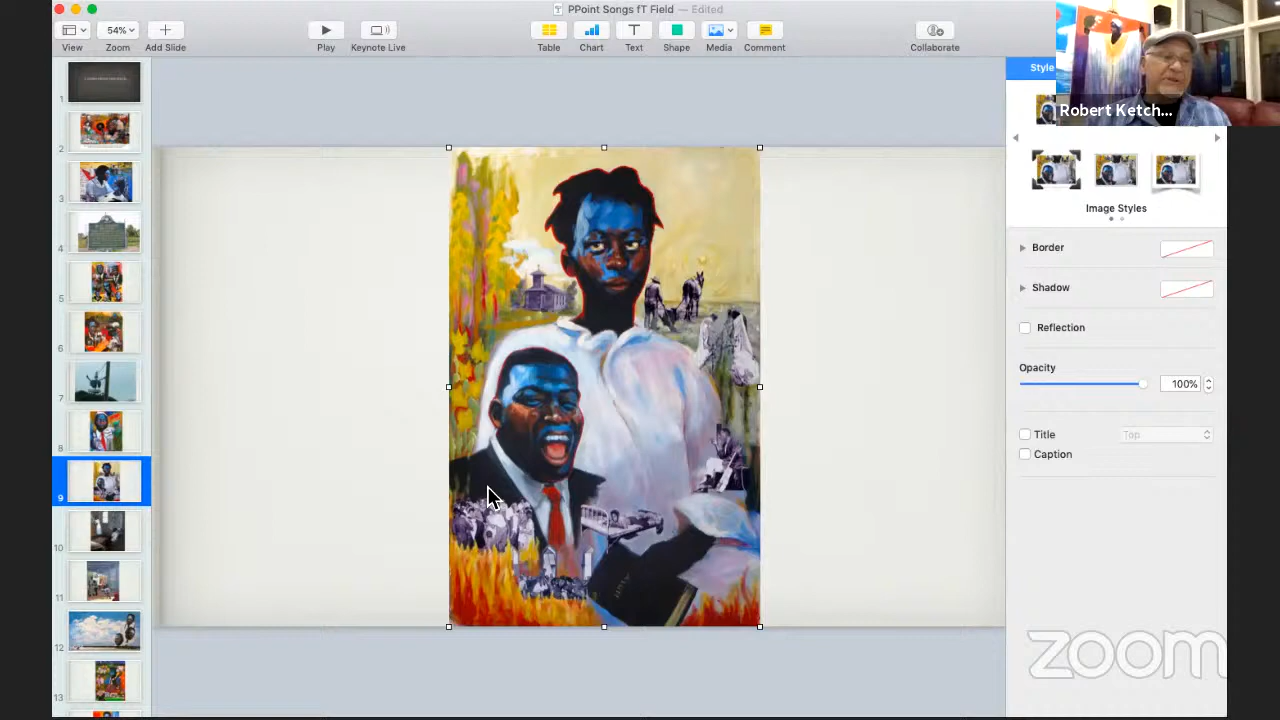 PPoint Songs fT Field — Edited
54%
View
Zoom
Add Slide
Play
Keynote Live
Table
Chart
Text
Shape
Media
Comment
Collaborate
Style
Robert Ketch...
Image Styles
Border
Shadow
Reflection
Opacity
100%
Title
Top
Caption
1
2
3
4
5
6
7
8
9
10
11
12
13
zoom